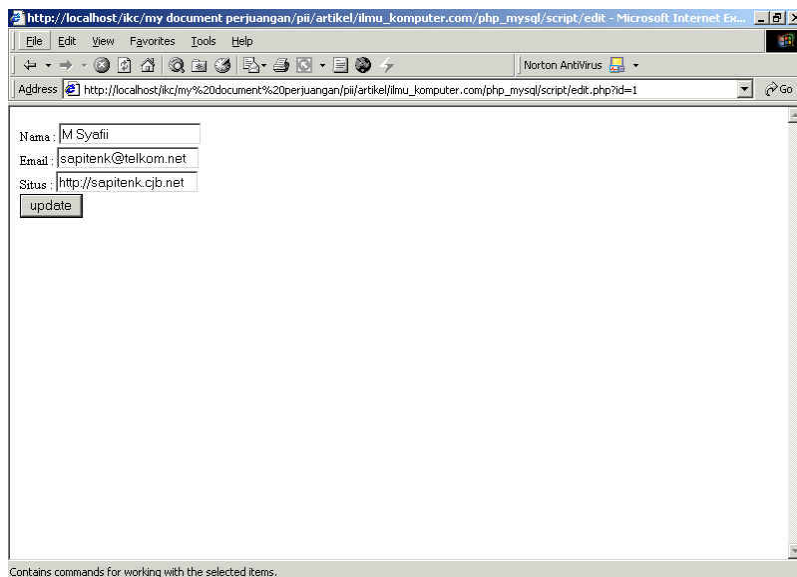 http://localhost/ikc/my document perjuangan/pii/artikel/ilmu_komputer.com/php_mysql/script/edit - Microsoft Internet Ex...
File Edit View Favorites Tools Help
Norton AntiVirus
Address http://localhost/ikc/my%20document%20perjuangan/pii/artikel/ilmu_komputer.com/php_mysql/script/edit.php?id=1 Go
Nama : M Syafii
Email : sapitenk@telkom.net
Situs : http://sapitenk.cjb.net
update
Contains commands for working with the selected items.